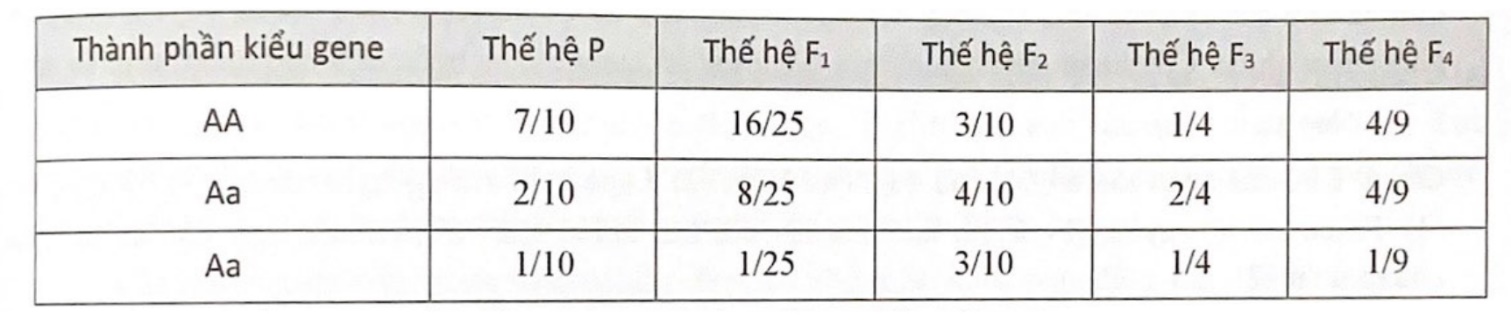 Thành phần kiểu gene Thế hệ P Thế hệ F₁ Thế hệ F₂ Thế hệ F₃ Thế hệ F₄
AA 7/10 16/25 3/10 1/4 4/9
Aa 2/10 8/25 4/10 2/4 4/9
Aa 1/10 1/25 3/10 1/4 1/9